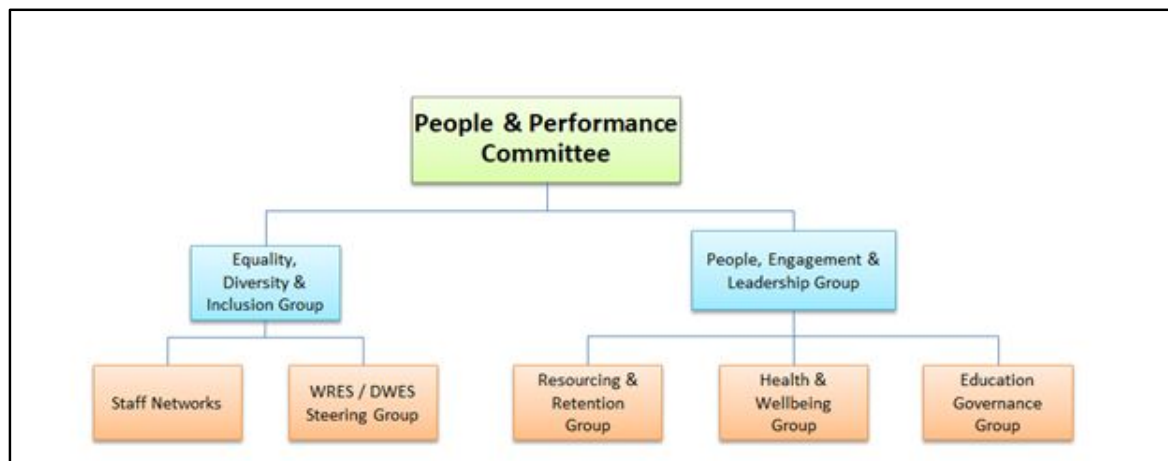 People & Performance
Committee
Equality,
Diversity &
Inclusion Group
People, Engagement &
Leadership Group
Staff Networks
WRES / DWES
Steering Group
Resourcing &
Retention
Group
Health &
Wellbeing
Group
Education
Governance
Group